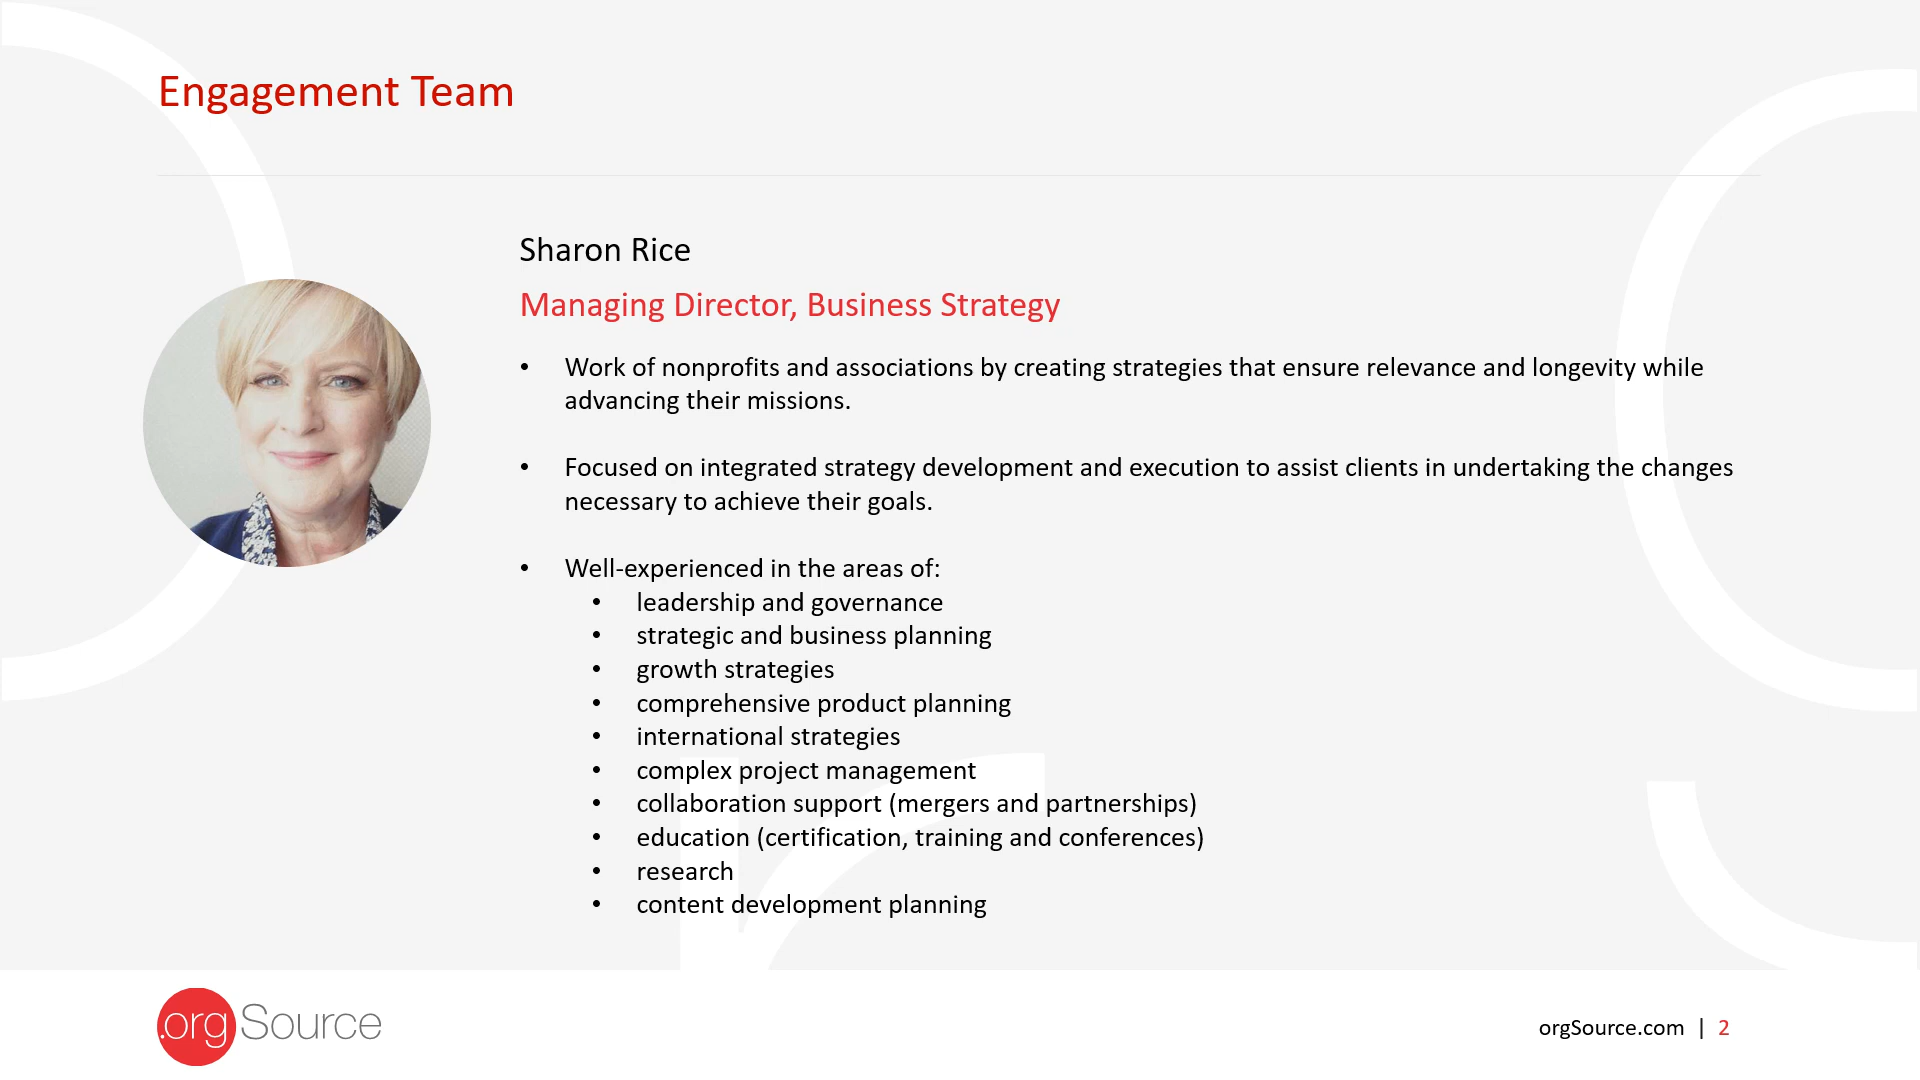 Engagement Team
Sharon Rice
Managing Director, Business Strategy
• Work of nonprofits and associations by creating strategies that ensure relevance and longevity while
advancing their missions.
• Focused on integrated strategy development and execution to assist clients in undertaking the changes
necessary to achieve their goals.
• Well-experienced in the areas of:
• leadership and governance
• strategic and business planning
• growth strategies
• comprehensive product planning
• international strategies
• complex project management
• collaboration support (mergers and partnerships)
• education (certification, training and conferences)
• research
• content development planning
.orgSource
orgSource.com | 2